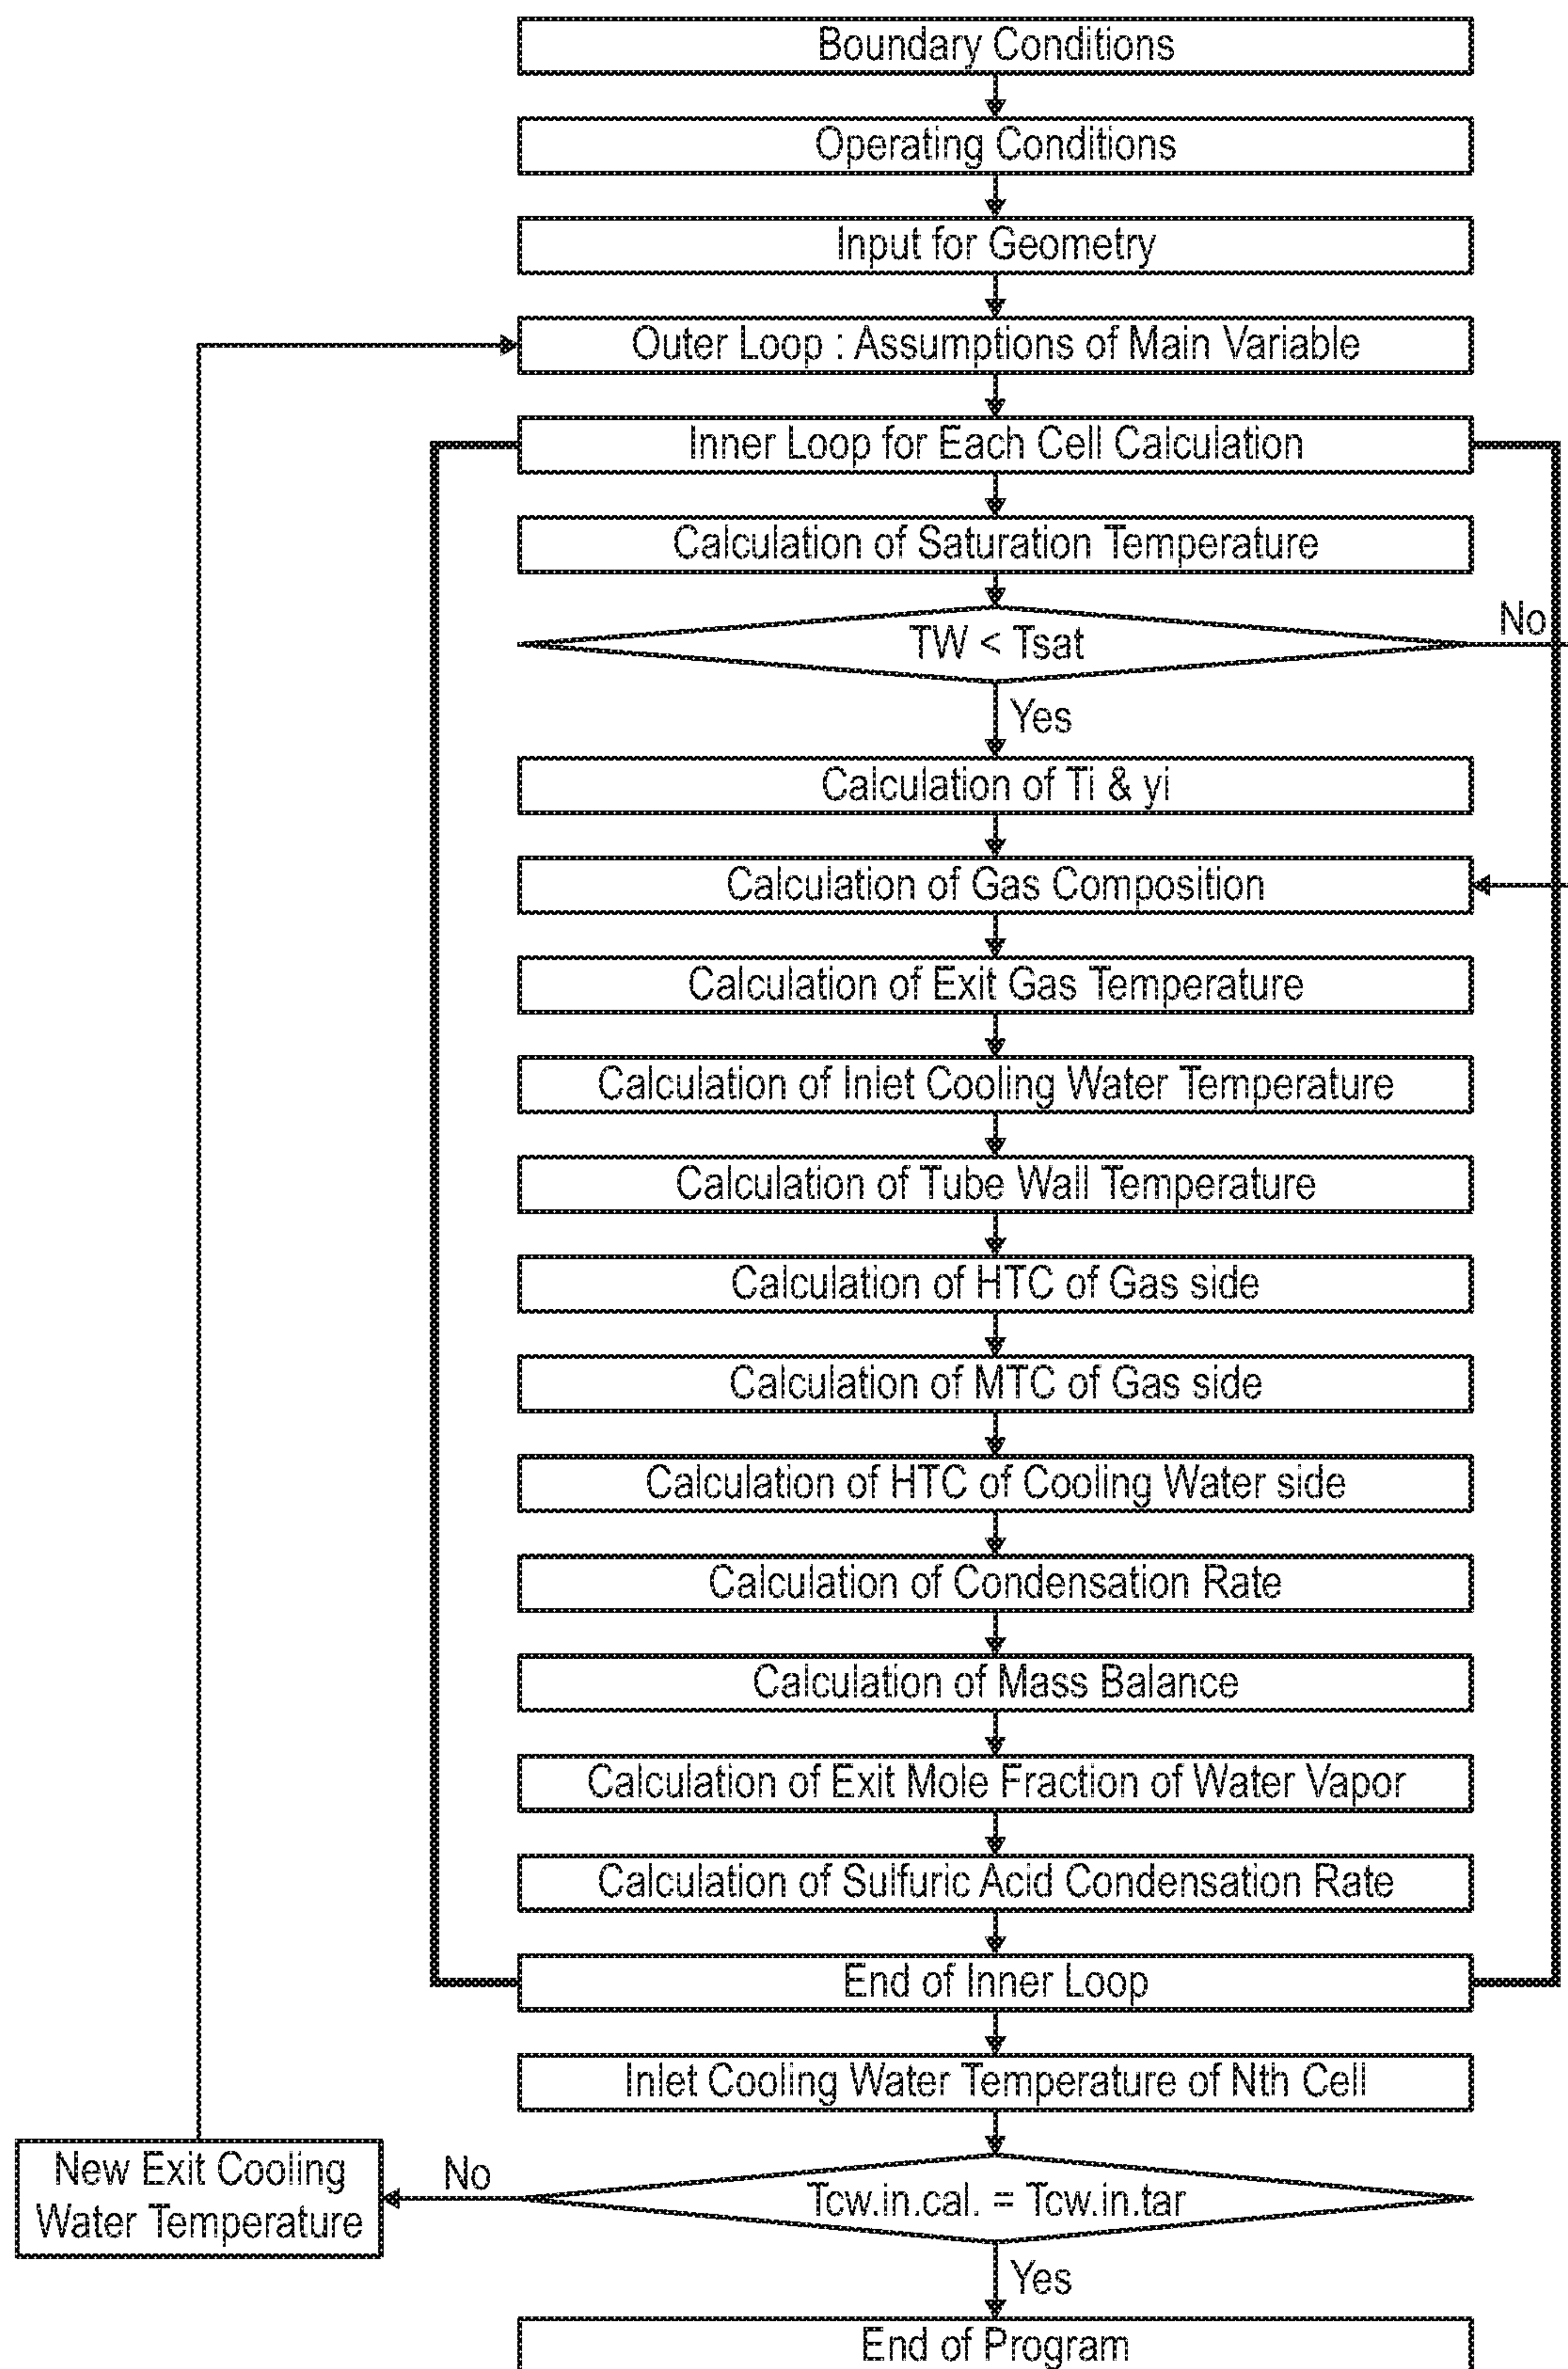 Boundary Conditions
Operating Conditions
Input for Geometry
Outer Loop : Assumptions of Main Variable
Inner Loop for Each Cell Calculation
Calculation of Saturation Temperature
TW < Tsat
No
Yes
Calculation of Ti & yi
Calculation of Gas Composition
Calculation of Exit Gas Temperature
Calculation of Inlet Cooling Water Temperature
Calculation of Tube Wall Temperature
Calculation of HTC of Gas side
Calculation of MTC of Gas side
Calculation of HTC of Cooling Water side
Calculation of Condensation Rate
Calculation of Mass Balance
Calculation of Exit Mole Fraction of Water Vapor
Calculation of Sulfuric Acid Condensation Rate
End of Inner Loop
Inlet Cooling Water Temperature of Nth Cell
New Exit Cooling
Water Temperature
No
Tcw.in.cal. = Tcw.in.tar
Yes
End of Program